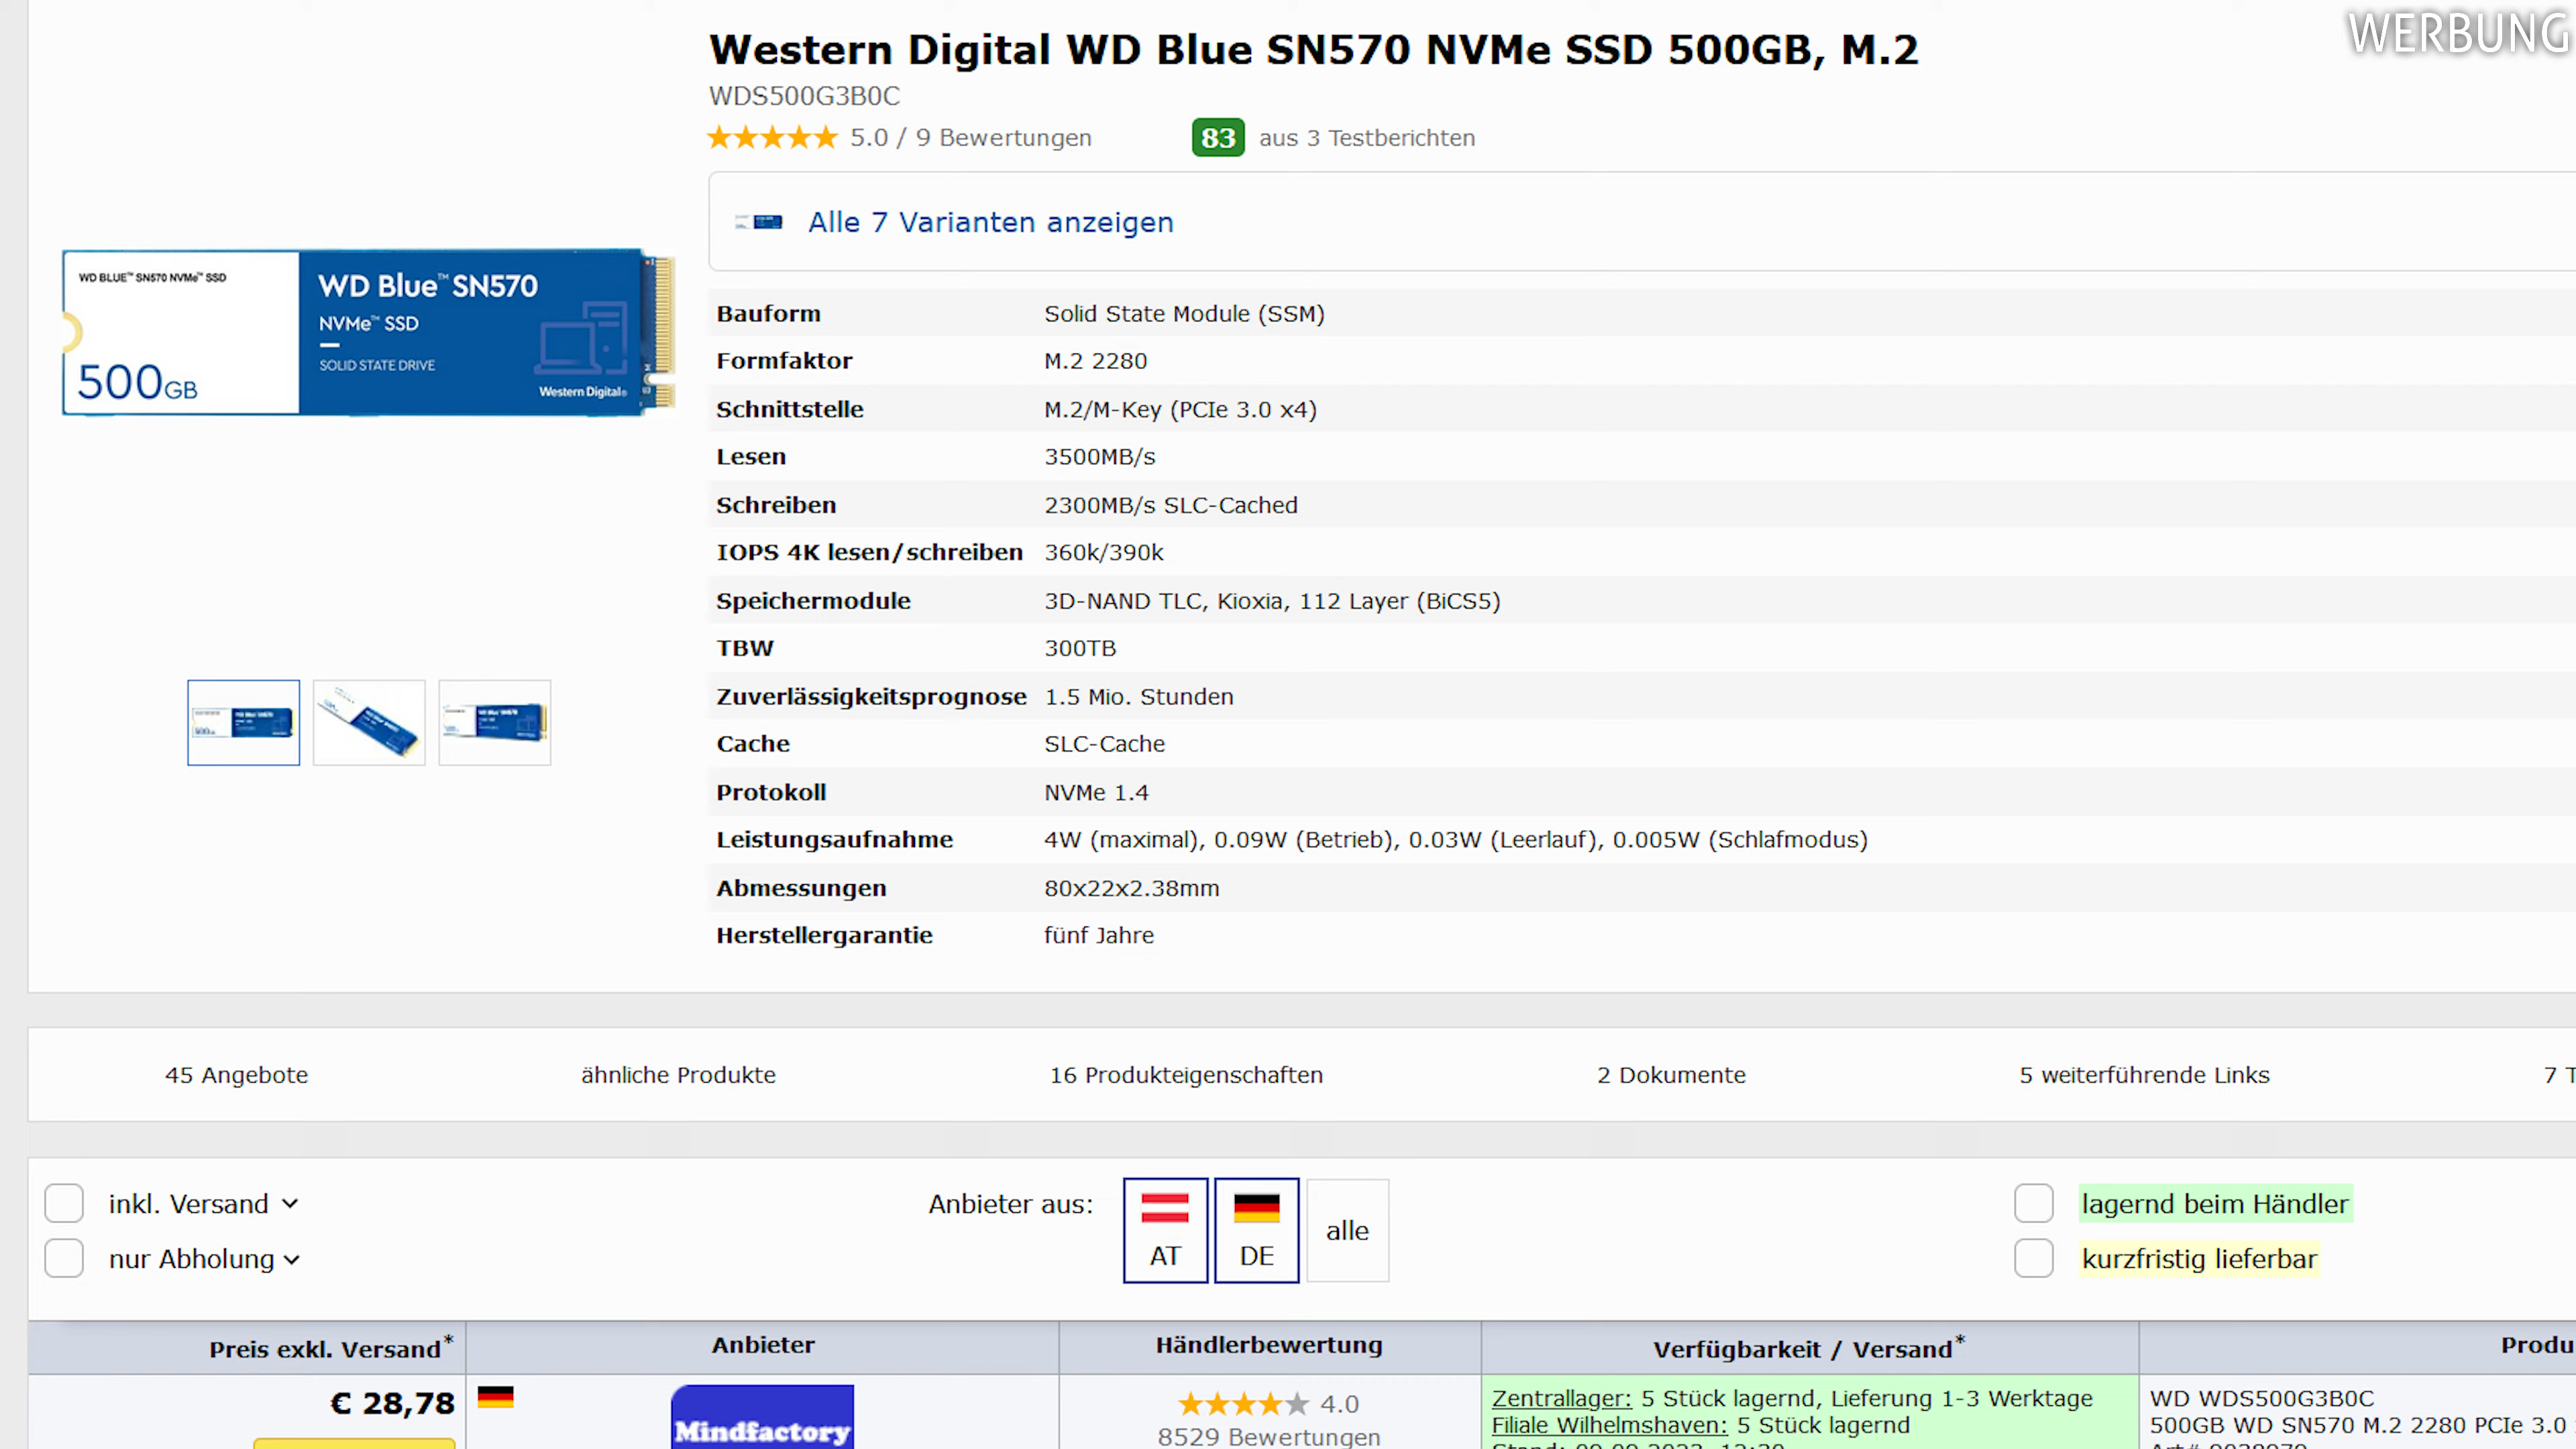 WERBUNG
Western Digital WD Blue SN570 NVMe SSD 500GB, M.2
WDS500G3B0C
5.0 / 9 Bewertungen
83 aus 3 Testberichten
Alle 7 Varianten anzeigen
WD BLUE™ SN570 NVMe™ SSD
500GB
WD Blue™ SN570
NVMe™ SSD
SOLID STATE DRIVE
Western Digital®
Bauform Solid State Module (SSM)
Formfaktor M.2 2280
Schnittstelle M.2/M-Key (PCIe 3.0 x4)
Lesen 3500MB/s
Schreiben 2300MB/s SLC-Cached
IOPS 4K lesen/schreiben 360k/390k
Speichermodule 3D-NAND TLC, Kioxia, 112 Layer (BiCS5)
TBW 300TB
Zuverlässigkeitsprognose 1.5 Mio. Stunden
Cache SLC-Cache
Protokoll NVMe 1.4
Leistungsaufnahme 4W (maximal), 0.09W (Betrieb), 0.03W (Leerlauf), 0.005W (Schlafmodus)
Abmessungen 80x22x2.38mm
Herstellergarantie fünf Jahre
45 Angebote ähnliche Produkte 16 Produkteigenschaften 2 Dokumente 5 weiterführende Links 7 T
inkl. Versand
nur Abholung
Anbieter aus:
AT DE alle
lagernd beim Händler
kurzfristig lieferbar
Preis exkl. Versand* Anbieter Händlerbewertung Verfügbarkeit / Versand* Produ
€ 28,78
Mindfactory
4.0
8529 Bewertungen
Zentrallager: 5 Stück lagernd, Lieferung 1-3 Werktage
Filiale Wilhelmshaven: 5 Stück lagernd
WD WDS500G3B0C
500GB WD SN570 M.2 2280 PCIe 3.0